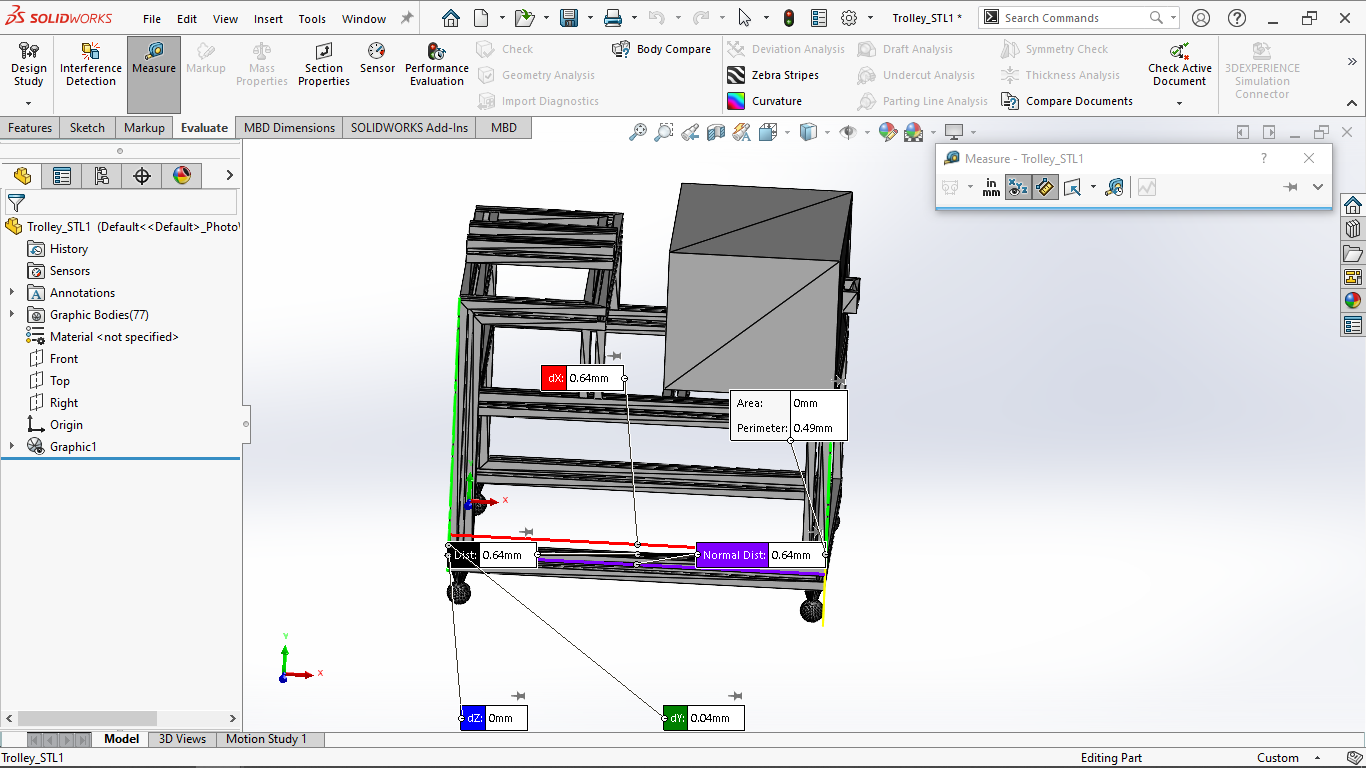 SOLIDWORKS File Edit View Insert Tools Window Trolley_STL1 * Search Commands
Design Study
Interference Detection
Measure
Markup
Mass Properties
Section Properties
Sensor
Performance Evaluation
Check
Geometry Analysis
Import Diagnostics
Body Compare
Deviation Analysis
Zebra Stripes
Curvature
Draft Analysis
Undercut Analysis
Parting Line Analysis
Symmetry Check
Thickness Analysis
Compare Documents
Check Active Document
3DEXPERIENCE Simulation Connector
Features Sketch Markup Evaluate MBD Dimensions SOLIDWORKS Add-Ins MBD
Measure - Trolley_STL1
in
mm
XYZ
Trolley_STL1 (Default<<Default>_Photo
History
Sensors
Annotations
Graphic Bodies(77)
Material <not specified>
Front
Top
Right
Origin
Graphic1
dX: 0.64mm
Area: 0mm
Perimeter: 0.49mm
X
Dist: 0.64mm
Normal Dist: 0.64mm
Y
X
dZ: 0mm
dY: 0.04mm
Model 3D Views Motion Study 1
Trolley_STL1 Editing Part Custom